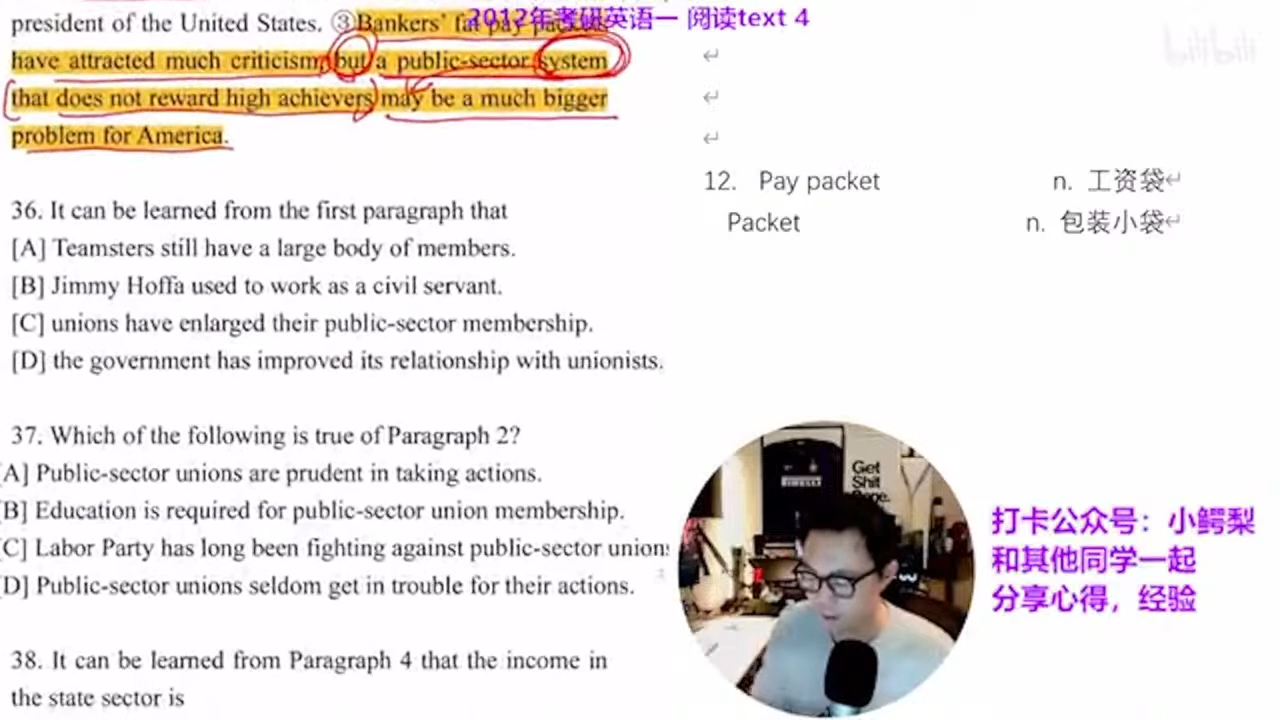 president of the United States. ③Bankers' fat pay packets
2012年考研英语一 阅读text 4
have attracted much criticism, but a public-sector system
that does not reward high achievers may be a much bigger
problem for America.
bilibili
12. Pay packet n. 工资袋
Packet n. 包装小袋
36. It can be learned from the first paragraph that
[A] Teamsters still have a large body of members.
[B] Jimmy Hoffa used to work as a civil servant.
[C] unions have enlarged their public-sector membership.
[D] the government has improved its relationship with unionists.
37. Which of the following is true of Paragraph 2?
[A] Public-sector unions are prudent in taking actions.
[B] Education is required for public-sector union membership.
[C] Labor Party has long been fighting against public-sector unions
[D] Public-sector unions seldom get in trouble for their actions.
38. It can be learned from Paragraph 4 that the income in
the state sector is
PIRELLI
Get
Shit
Done.
打卡公众号：小鳄梨
和其他同学一起
分享心得，经验